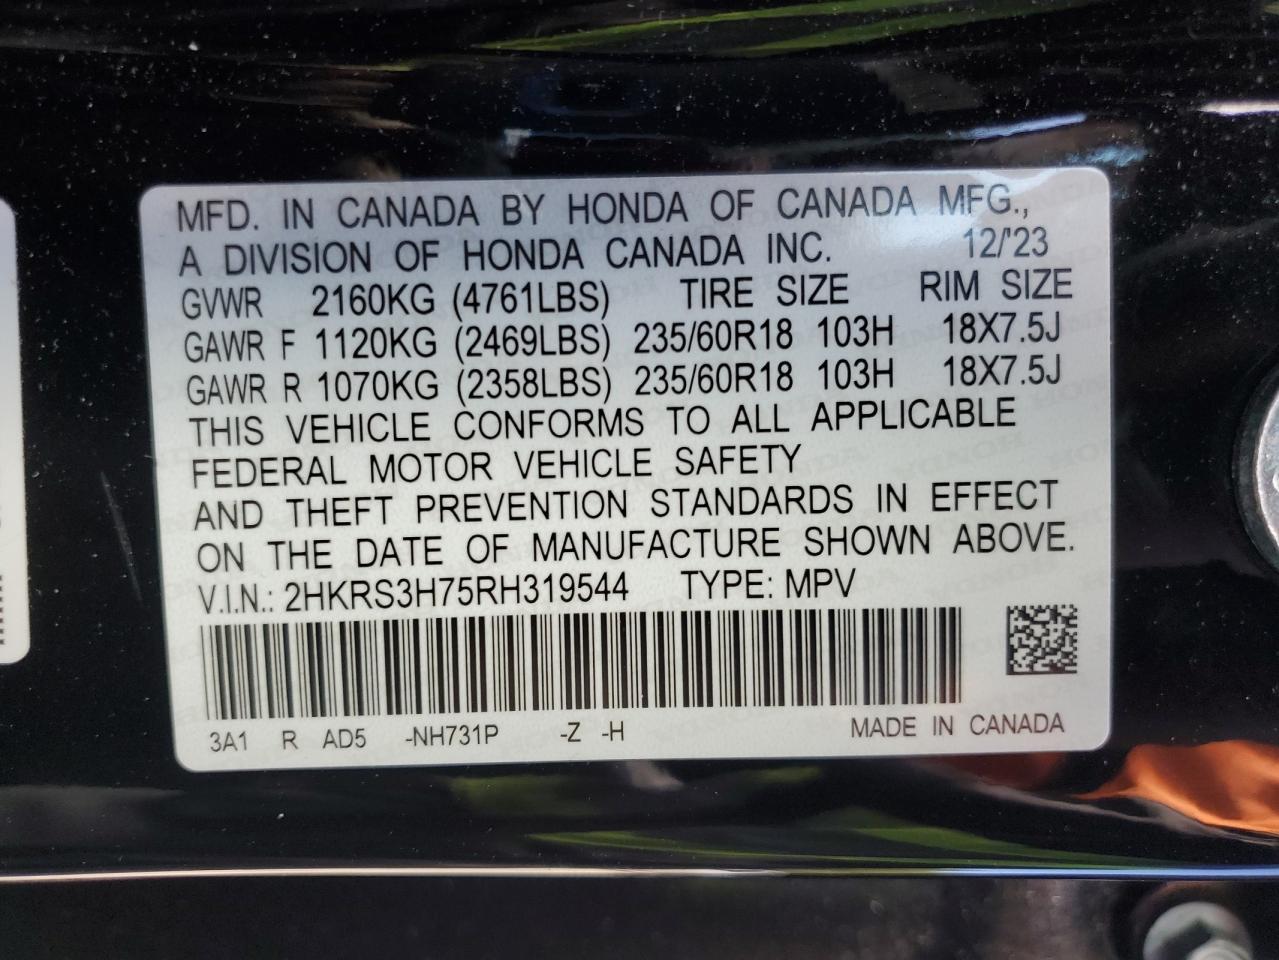 MFD. IN CANADA BY HONDA OF CANADA MFG.,
A DIVISION OF HONDA CANADA INC. 12/'23
GVWR 2160KG (4761LBS) TIRE SIZE RIM SIZE
GAWR F 1120KG (2469LBS) 235/60R18 103H 18X7.5J
GAWR R 1070KG (2358LBS) 235/60R18 103H 18X7.5J
THIS VEHICLE CONFORMS TO ALL APPLICABLE
FEDERAL MOTOR VEHICLE SAFETY
AND THEFT PREVENTION STANDARDS IN EFFECT
ON THE DATE OF MANUFACTURE SHOWN ABOVE.
V.I.N.: 2HKRS3H75RH319544 TYPE: MPV
3A1 R AD5 -NH731P -Z -H MADE IN CANADA